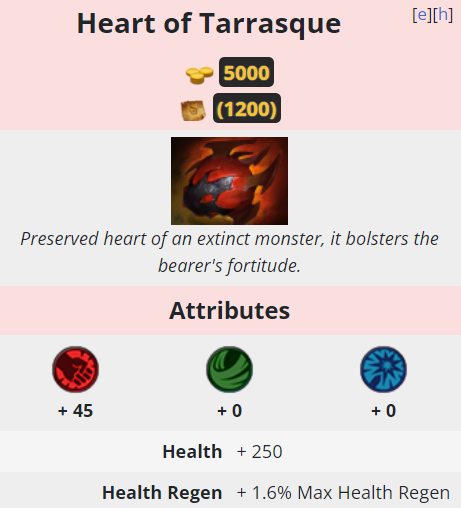 Heart of Tarrasque
[e][h]
5000
(1200)
Preserved heart of an extinct monster, it bolsters the
bearer's fortitude.
Attributes
+ 45 + 0 + 0
Health + 250
Health Regen + 1.6% Max Health Regen